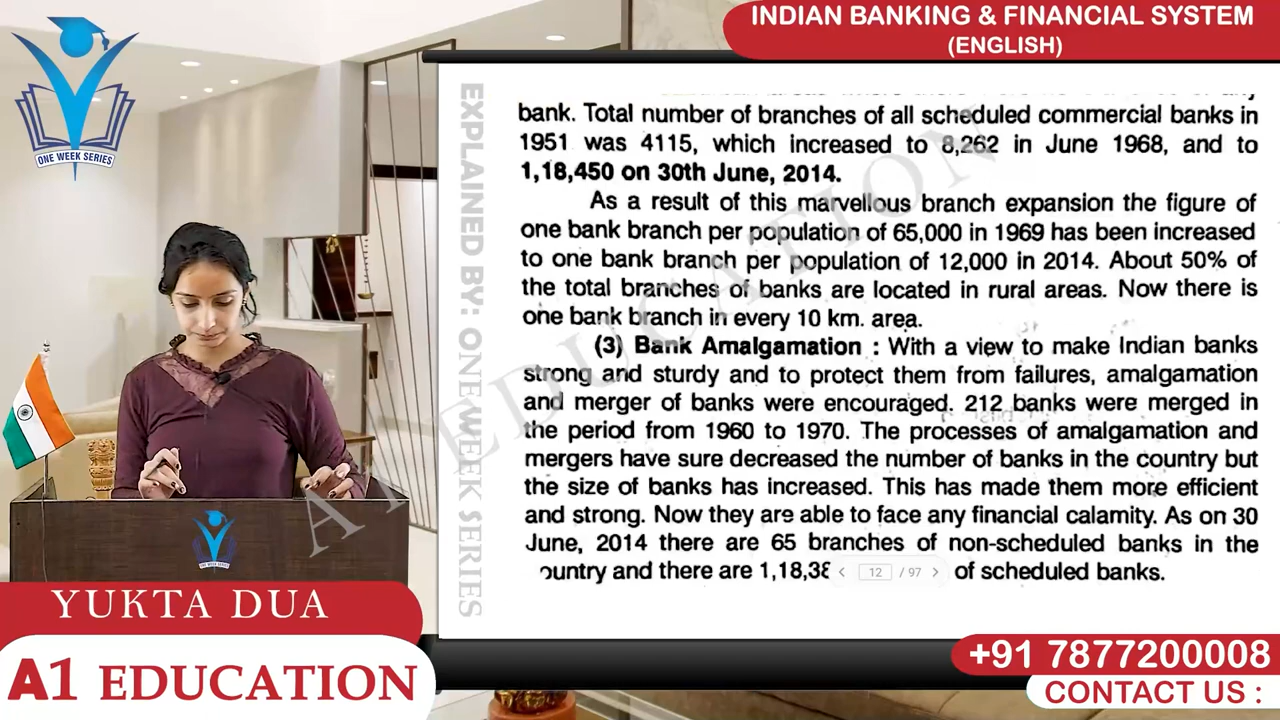 INDIAN BANKING & FINANCIAL SYSTEM
(ENGLISH)
ONE WEEK SERIES
bank. Total number of branches of all scheduled commercial banks in
1951 was 4115, which increased to 8,262 in June 1968, and to
1,18,450 on 30th June, 2014.
As a result of this marvellous branch expansion the figure of
one bank branch per population of 65,000 in 1969 has been increased
to one bank branch per population of 12,000 in 2014. About 50% of
the total branches of banks are located in rural areas. Now there is
one bank branch in every 10 km. area.
(3) Bank Amalgamation : With a view to make Indian banks
strong and sturdy and to protect them from failures, amalgamation
and merger of banks were encouraged. 212 banks were merged in
the period from 1960 to 1970. The processes of amalgamation and
mergers have sure decreased the number of banks in the country but
the size of banks has increased. This has made them more efficient
and strong. Now they are able to face any financial calamity. As on 30
June, 2014 there are 65 branches of non-scheduled banks in the
ountry and there are 1,18,38 of scheduled banks.
12 / 97
EXPLAINED BY: ONE WEEK SERIES
A1 EDUCATION
YUKTA DUA
A1 EDUCATION
+91 7877200008
CONTACT US :